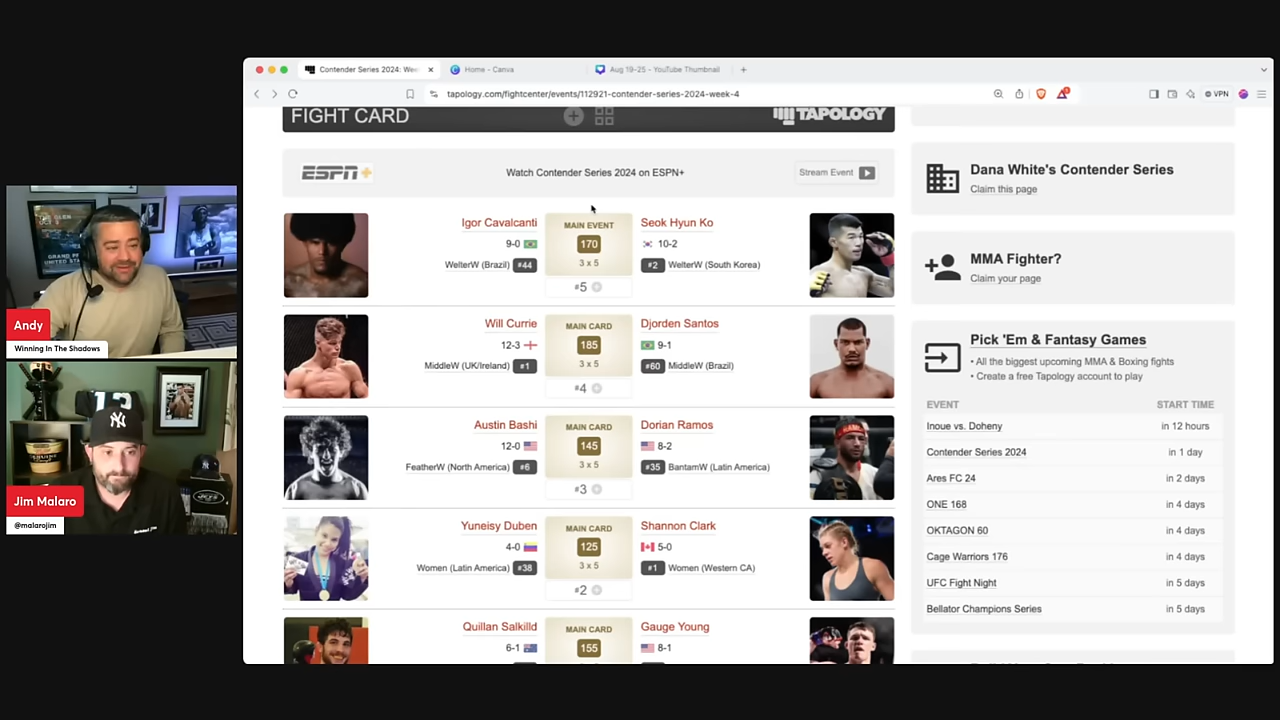 Contender Series 2024: Wee
Home - Canva
Aug 19-25 - YouTube Thumbnail
tapology.com/fightcenter/events/112921-contender-series-2024-week-4
VPN
FIGHT CARD
TAPOLOGY
ESPN+
Watch Contender Series 2024 on ESPN+
Stream Event
Igor Cavalcanti
MAIN EVENT
Seok Hyun Ko
9-0
170
10-2
WelterW (Brazil) #44
3 x 5
#2 WelterW (South Korea)
#5
Will Currie
MAIN CARD
Djorden Santos
12-3
185
9-1
MiddleW (UK/Ireland) #1
3 x 5
#60 MiddleW (Brazil)
#4
Austin Bashi
MAIN CARD
Dorian Ramos
12-0
145
8-2
FeatherW (North America) #6
3 x 5
#35 BantamW (Latin America)
#3
Yuneisy Duben
MAIN CARD
Shannon Clark
4-0
125
5-0
Women (Latin America) #38
3 x 5
#1 Women (Western CA)
#2
Quillan Salkilld
MAIN CARD
Gauge Young
6-1
155
8-1
Dana White's Contender Series
Claim this page
MMA Fighter?
Claim your page
Pick 'Em & Fantasy Games
• All the biggest upcoming MMA & Boxing fights
• Create a free Tapology account to play
EVENT START TIME
Inoue vs. Doheny in 12 hours
Contender Series 2024 in 1 day
Ares FC 24 in 2 days
ONE 168 in 4 days
OKTAGON 60 in 4 days
Cage Warriors 176 in 4 days
UFC Fight Night in 5 days
Bellator Champions Series in 5 days
Andy
Winning In The Shadows
Jim Malaro
@malarojim